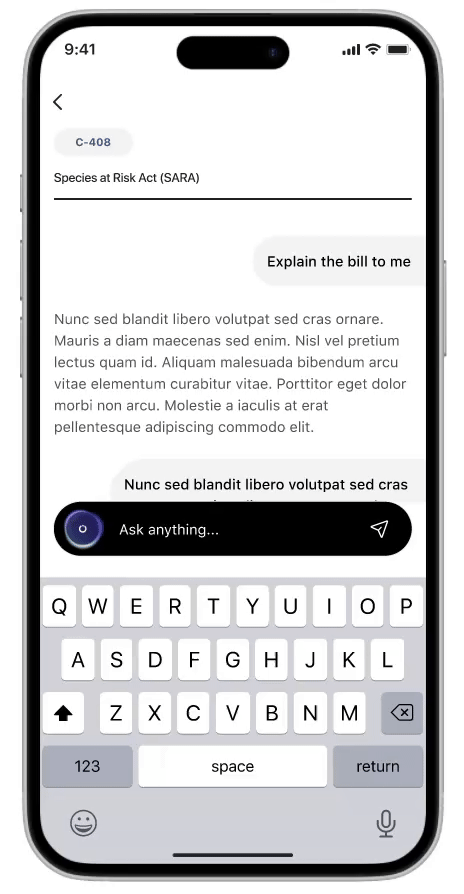 9:41
C-408
Species at Risk Act (SARA)
Explain the bill to me
Nunc sed blandit libero volutpat sed cras ornare.
Mauris a diam maecenas sed enim. Nisl vel pretium
lectus quam id. Aliquam malesuada bibendum arcu
vitae elementum curabitur vitae. Porttitor eget dolor
morbi non arcu. Molestie a iaculis at erat
pellentesque adipiscing commodo elit.
Nunc sed blandit libero volutpat sed cras
Ask anything...
Q W E R T Y U I O P
A S D F G H J K L
Z X C V B N M
123 space return